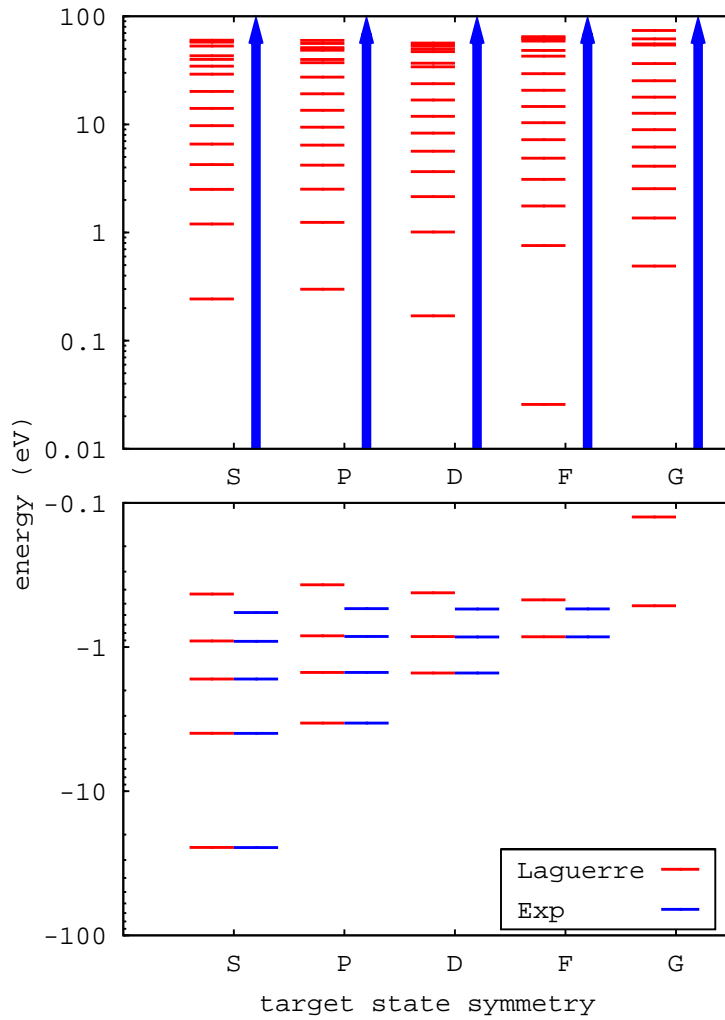 100
10
1
0.1
0.01
S P D F G
energy (eV)
-0.1
-1
-10
-100
Laguerre
Exp
S P D F G
target state symmetry